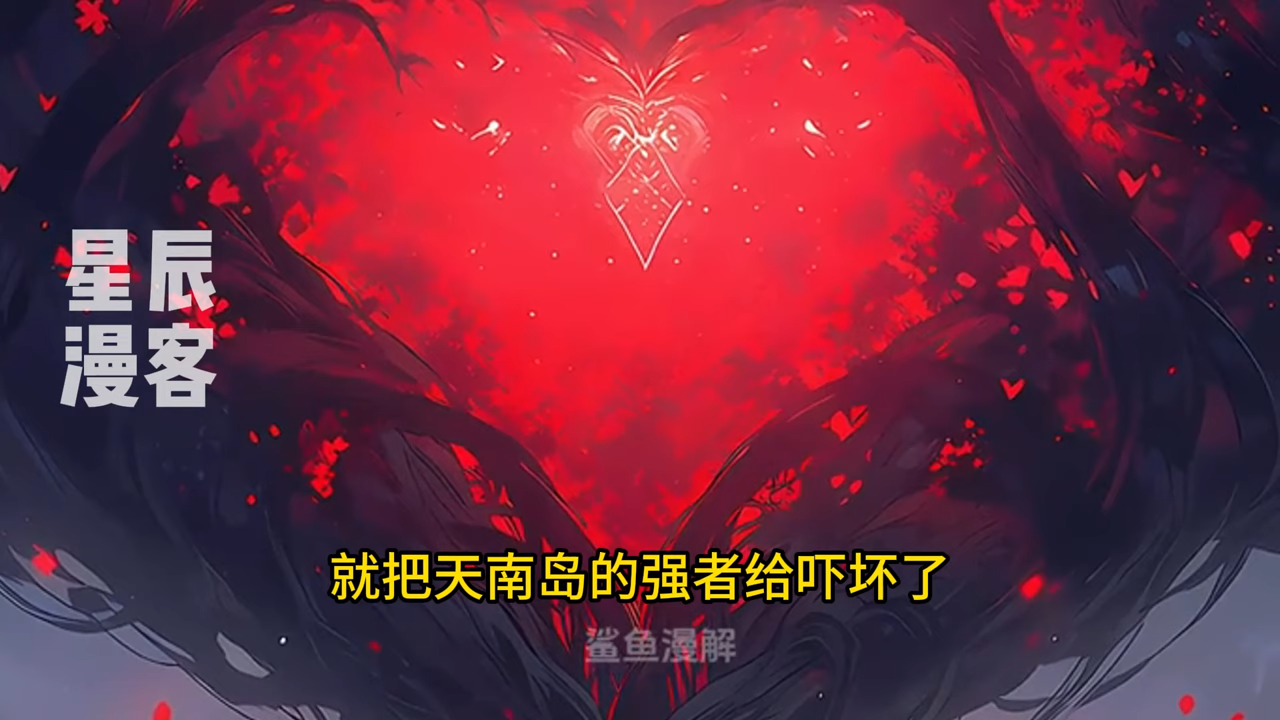 星辰
漫客
就把天南岛的强者给吓坏了
鲨鱼漫解